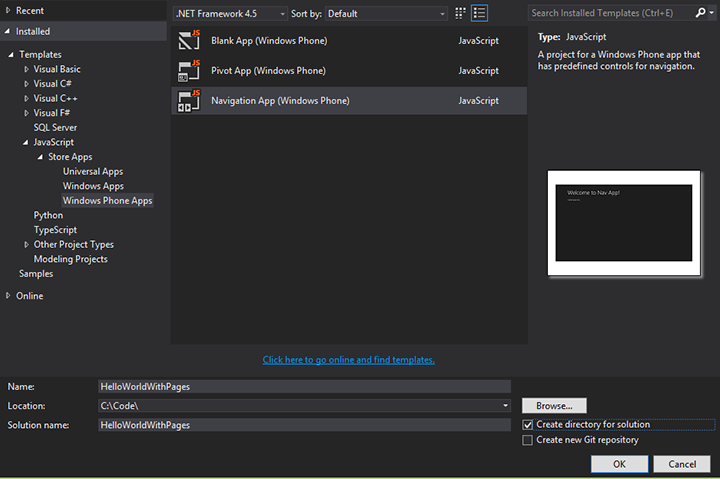 Recent
.NET Framework 4.5
Sort by:
Default
Search Installed Templates (Ctrl+E)
Installed
Templates
Visual Basic
Visual C#
Visual C++
Visual F#
SQL Server
JavaScript
Store Apps
Universal Apps
Windows Apps
Windows Phone Apps
Python
TypeScript
Other Project Types
Modeling Projects
Samples
Online
JS
Blank App (Windows Phone)
JavaScript
JS
Pivot App (Windows Phone)
JavaScript
JS
Navigation App (Windows Phone)
JavaScript
Type: JavaScript
A project for a Windows Phone app that
has predefined controls for navigation.
Welcome to Nav App!
Click here to go online and find templates.
Name:
HelloWorldWithPages
Location:
C:\Code\
Browse...
Solution name:
HelloWorldWithPages
Create directory for solution
Create new Git repository
OK
Cancel